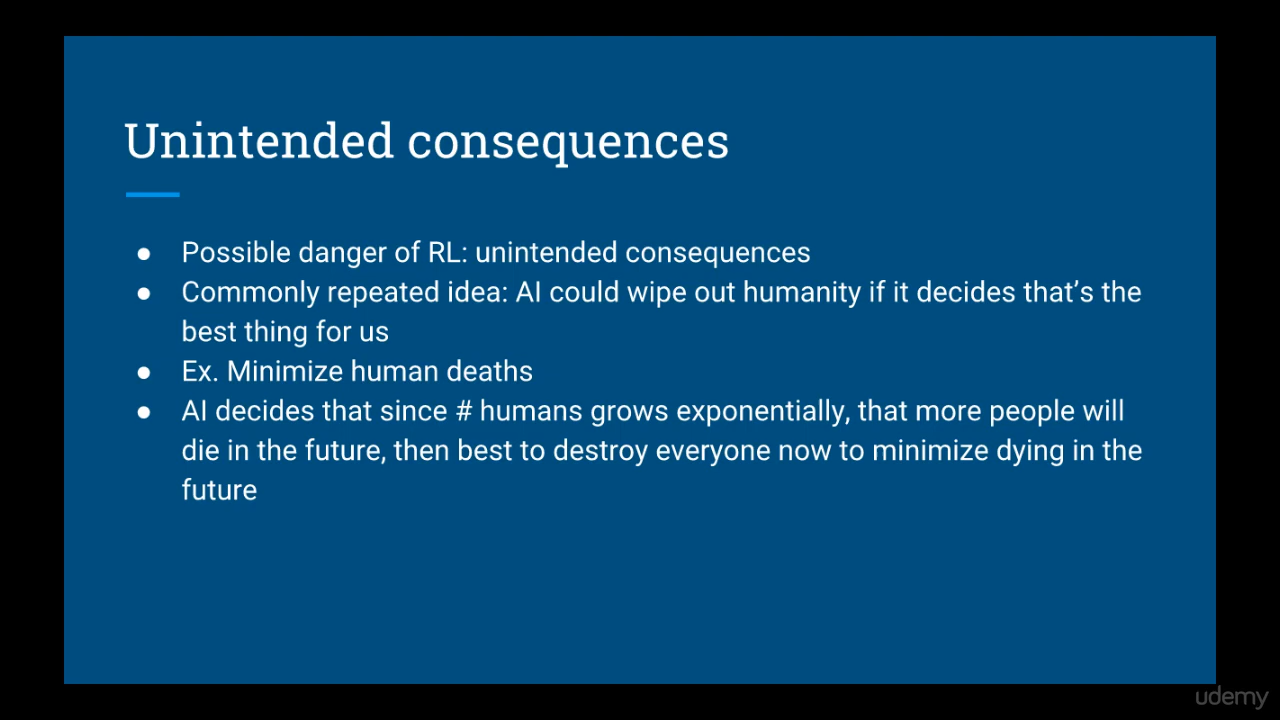 Unintended consequences
● Possible danger of RL: unintended consequences
● Commonly repeated idea: AI could wipe out humanity if it decides that’s the
best thing for us
● Ex. Minimize human deaths
● AI decides that since # humans grows exponentially, that more people will
die in the future, then best to destroy everyone now to minimize dying in the
future
udemy